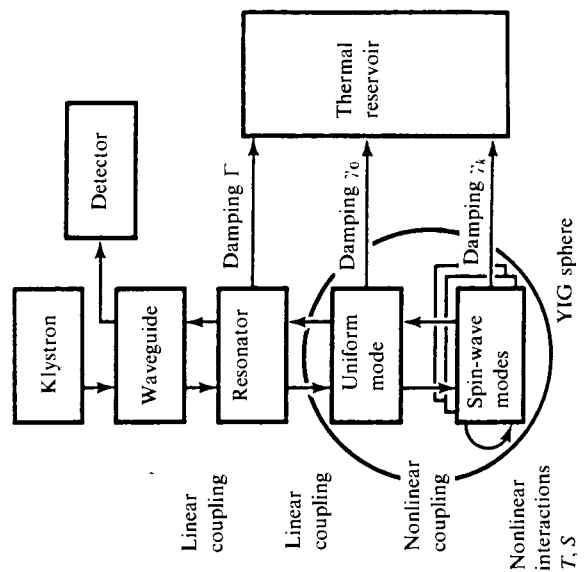 Klystron
Detector
Waveguide
Resonator
Uniform
mode
Spin-wave
modes
Thermal
reservoir
Damping Γ
Damping γ₀
Damping γₖ
YIG sphere
Linear
coupling
Linear
coupling
Nonlinear
coupling
Nonlinear
interactions
T, S